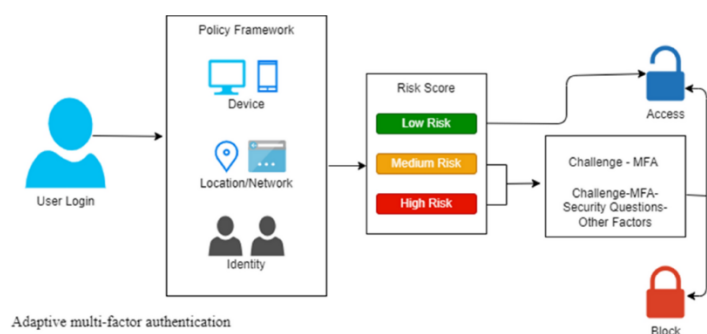 Policy Framework
Device
Location/Network
Identity
User Login
Risk Score
Low Risk
Medium Risk
High Risk
Access
Challenge - MFA
Challenge-MFA-
Security Questions-
Other Factors
Block
Adaptive multi-factor authentication